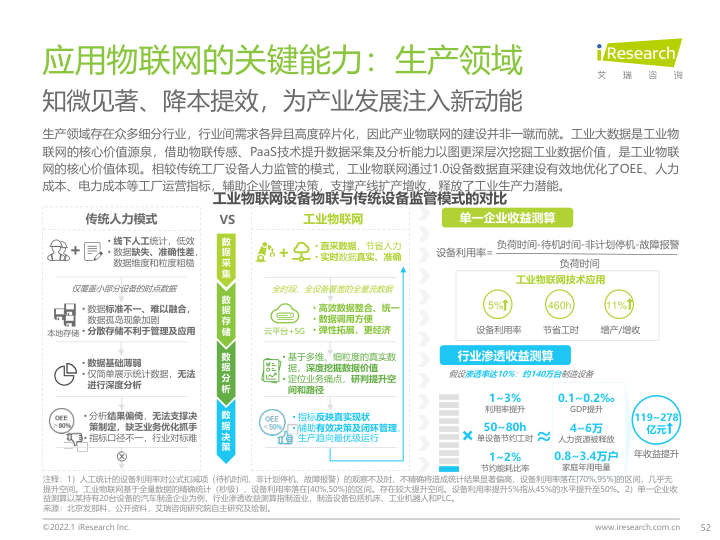 应用物联网的关键能力：生产领域
iResearch
艾 瑞 咨 询
知微见著、降本提效，为产业发展注入新动能
生产领域存在众多细分行业，行业间需求各异且高度碎片化，因此产业物联网的建设并非一蹴而就。工业大数据是工业物
联网的核心价值源泉，借助物联传感、PaaS技术提升数据采集及分析能力以图更深层次挖掘工业数据价值，是工业物联
网的核心价值体现。相较传统工厂设备人力监管的模式，工业物联网通过1.0设备数据直采建设有效地优化了OEE、人力
成本、电力成本等工厂运营指标，辅助企业管理决策，支撑产线扩产增收，释放了工业生产力潜能。
工业物联网设备物联与传统设备监管模式的对比
传统人力模式
VS
工业物联网
• 线下人工统计，低效
• 数据缺失、准确性差，
数据维度和粒度粗糙
数据采集
• 直采数据，节省人力
• 实时数据真实、准确
仅覆盖小部分设备的时点数据
全时段、全设备覆盖的全量流数据
本地存储
• 数据标准不一、难以融合，
数据孤岛现象加剧
• 分散存储不利于管理及应用
数据存储
云平台+5G
• 高效数据整合、统一
• 数据调用方便
• 弹性拓展，更经济
• 数据基础薄弱
• 仅简单展示统计数据，无法
进行深度分析
数据分析
• 基于多维、细粒度的真实数
据，深度挖掘数据价值
• 定位业务痛点，研判提升空
间和路径
OEE
>80%
• 分析结果偏倚，无法支撑决
策制定，缺乏业务优化抓手
• 指标口径不一，行业对标难
数据决策
OEE
<50%
• 指标反映真实现状
• 辅助有效决策及闭环管理，
生产趋向最优级运行
单一企业收益测算
设备利用率=
负荷时间-待机时间-非计划停机-故障报警
负荷时间
工业物联网技术应用
5%
460h
11%
设备利用率
节省工时
增产/增收
行业渗透收益测算
假设渗透率达10%：约140万台制造设备
1~3%
利用率提升
50~80h
单设备节约工时
1~2%
节约能耗比率
×
≈
0.1~0.2‰
GDP提升
4~6万
人力资源被释放
0.8~3.4万户
家庭年用电量
119~278
亿元
年收益提升
注释：1）人工统计的设备利用率对公式扣减项（待机时间、非计划停机、故障报警）的观察不及时，不精确将造成统计结果显著偏高，设备利用率落在[70%,95%)的区间，几乎无
提升空间。工业物联网基于全量数据的精确统计（秒级），设备利用率落在[40%,50%]的区间。存在较大提升空间。设备利用率提升5%指从45%的水平提升至50%。2）单一企业收
益测算以某持有20台设备的汽车制造企业为例，行业渗透收益测算指制造业，制造设备包括机床、工业机器人和PLC。
来源：北京发那科，公开资料，艾瑞咨询研究院自主研究及绘制。
©2022.1 iResearch Inc.
www.iresearch.com.cn
52